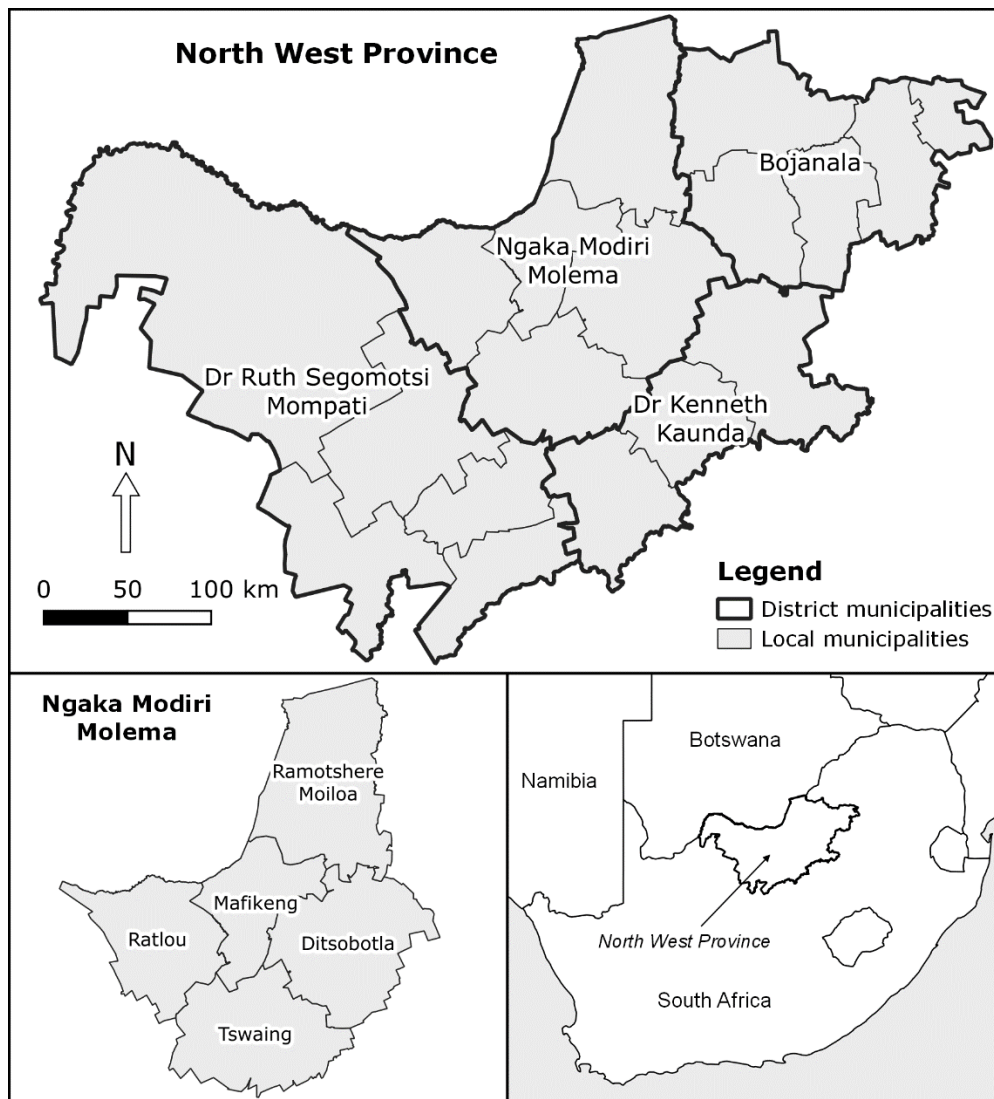 North West Province
Bojanala
Ngaka Modiri
Molema
Dr Ruth Segomotsi
Mompati
Dr Kenneth
Kaunda
N
0 50 100 km
Legend
District municipalities
Local municipalities
Ngaka Modiri
Molema
Ramotshere
Moiloa
Mafikeng
Ratlou
Ditsobotla
Tswaing
Botswana
Namibia
North West Province
South Africa